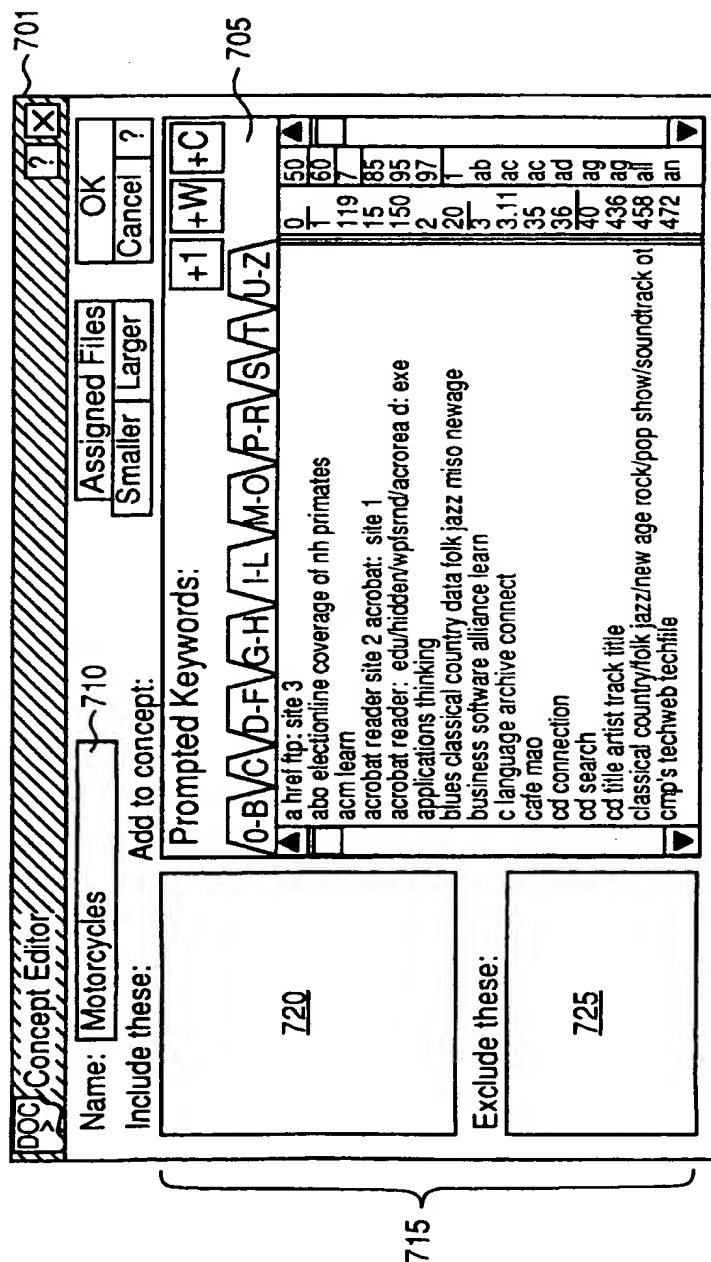 701
DOC
>
Concept Editor
? X
Name: Motorcycles
710
Assigned Files
Smaller Larger
OK
Cancel ?
Include these:
Add to concept:
Prompted Keywords:
+1 +W +C
705
0-B C D-F G-H I-L M-O P-R S T U-Z
a href ftp: site 3
abo electionline coverage of nh primates
acm learn
acrobat reader site 2 acrobat: site 1
acrobat reader: edu/hidden/wpfsrnd/acrorea d: exe
applications thinking
blues classical country data folk jazz miso newage
business software alliance learn
c language archive connect
cafe mao
cd connection
cd search
cd title artist track title
classical country/folk jazz/new age rock/pop show/soundtrack ot
cmp's techweb techfile
0
1
119
15
150
2
20
3
3.11
35
36
40
436
458
472
50
60
7
85
95
97
1
ab
ac
ac
ad
ag
ag
all
an
720
Exclude these:
725
715